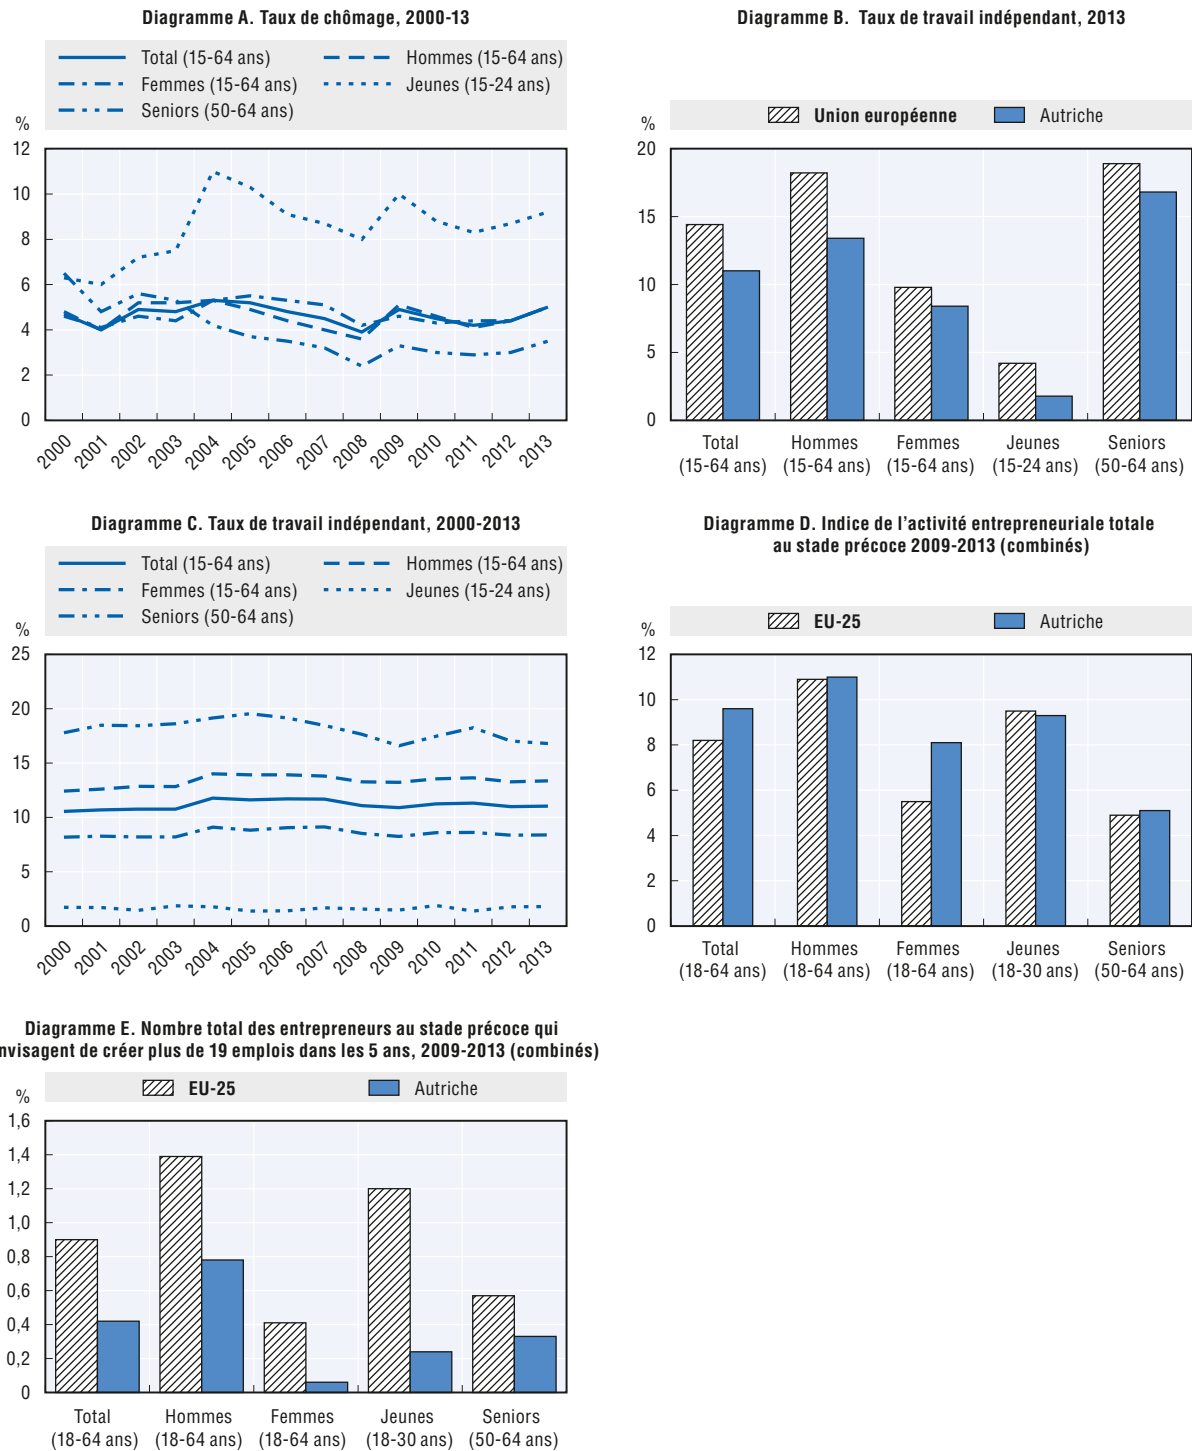 Diagramme A. Taux de chômage, 2000-13
Total (15-64 ans)
Hommes (15-64 ans)
Femmes (15-64 ans)
Jeunes (15-24 ans)
Seniors (50-64 ans)
%
12
10
8
6
4
2
0
2000 2001 2002 2003 2004 2005 2006 2007 2008 2009 2010 2011 2012 2013
Diagramme B. Taux de travail indépendant, 2013
Union européenne Autriche
%
20
15
10
5
0
Total Hommes Femmes Jeunes Seniors
(15-64 ans) (15-64 ans) (15-64 ans) (15-24 ans) (50-64 ans)
Diagramme C. Taux de travail indépendant, 2000-2013
Total (15-64 ans)
Hommes (15-64 ans)
Femmes (15-64 ans)
Jeunes (15-24 ans)
Seniors (50-64 ans)
%
25
20
15
10
5
0
2000 2001 2002 2003 2004 2005 2006 2007 2008 2009 2010 2011 2012 2013
Diagramme D. Indice de l’activité entrepreneuriale totale
au stade précoce 2009-2013 (combinés)
EU-25 Autriche
%
12
10
8
6
4
2
0
Total Hommes Femmes Jeunes Seniors
(18-64 ans) (18-64 ans) (18-64 ans) (18-30 ans) (50-64 ans)
Diagramme E. Nombre total des entrepreneurs au stade précoce qui
nvisagent de créer plus de 19 emplois dans les 5 ans, 2009-2013 (combinés)
EU-25 Autriche
%
1,6
1,4
1,2
1,0
0,8
0,6
0,4
0,2
0
Total Hommes Femmes Jeunes Seniors
(18-64 ans) (18-64 ans) (18-64 ans) (18-30 ans) (50-64 ans)